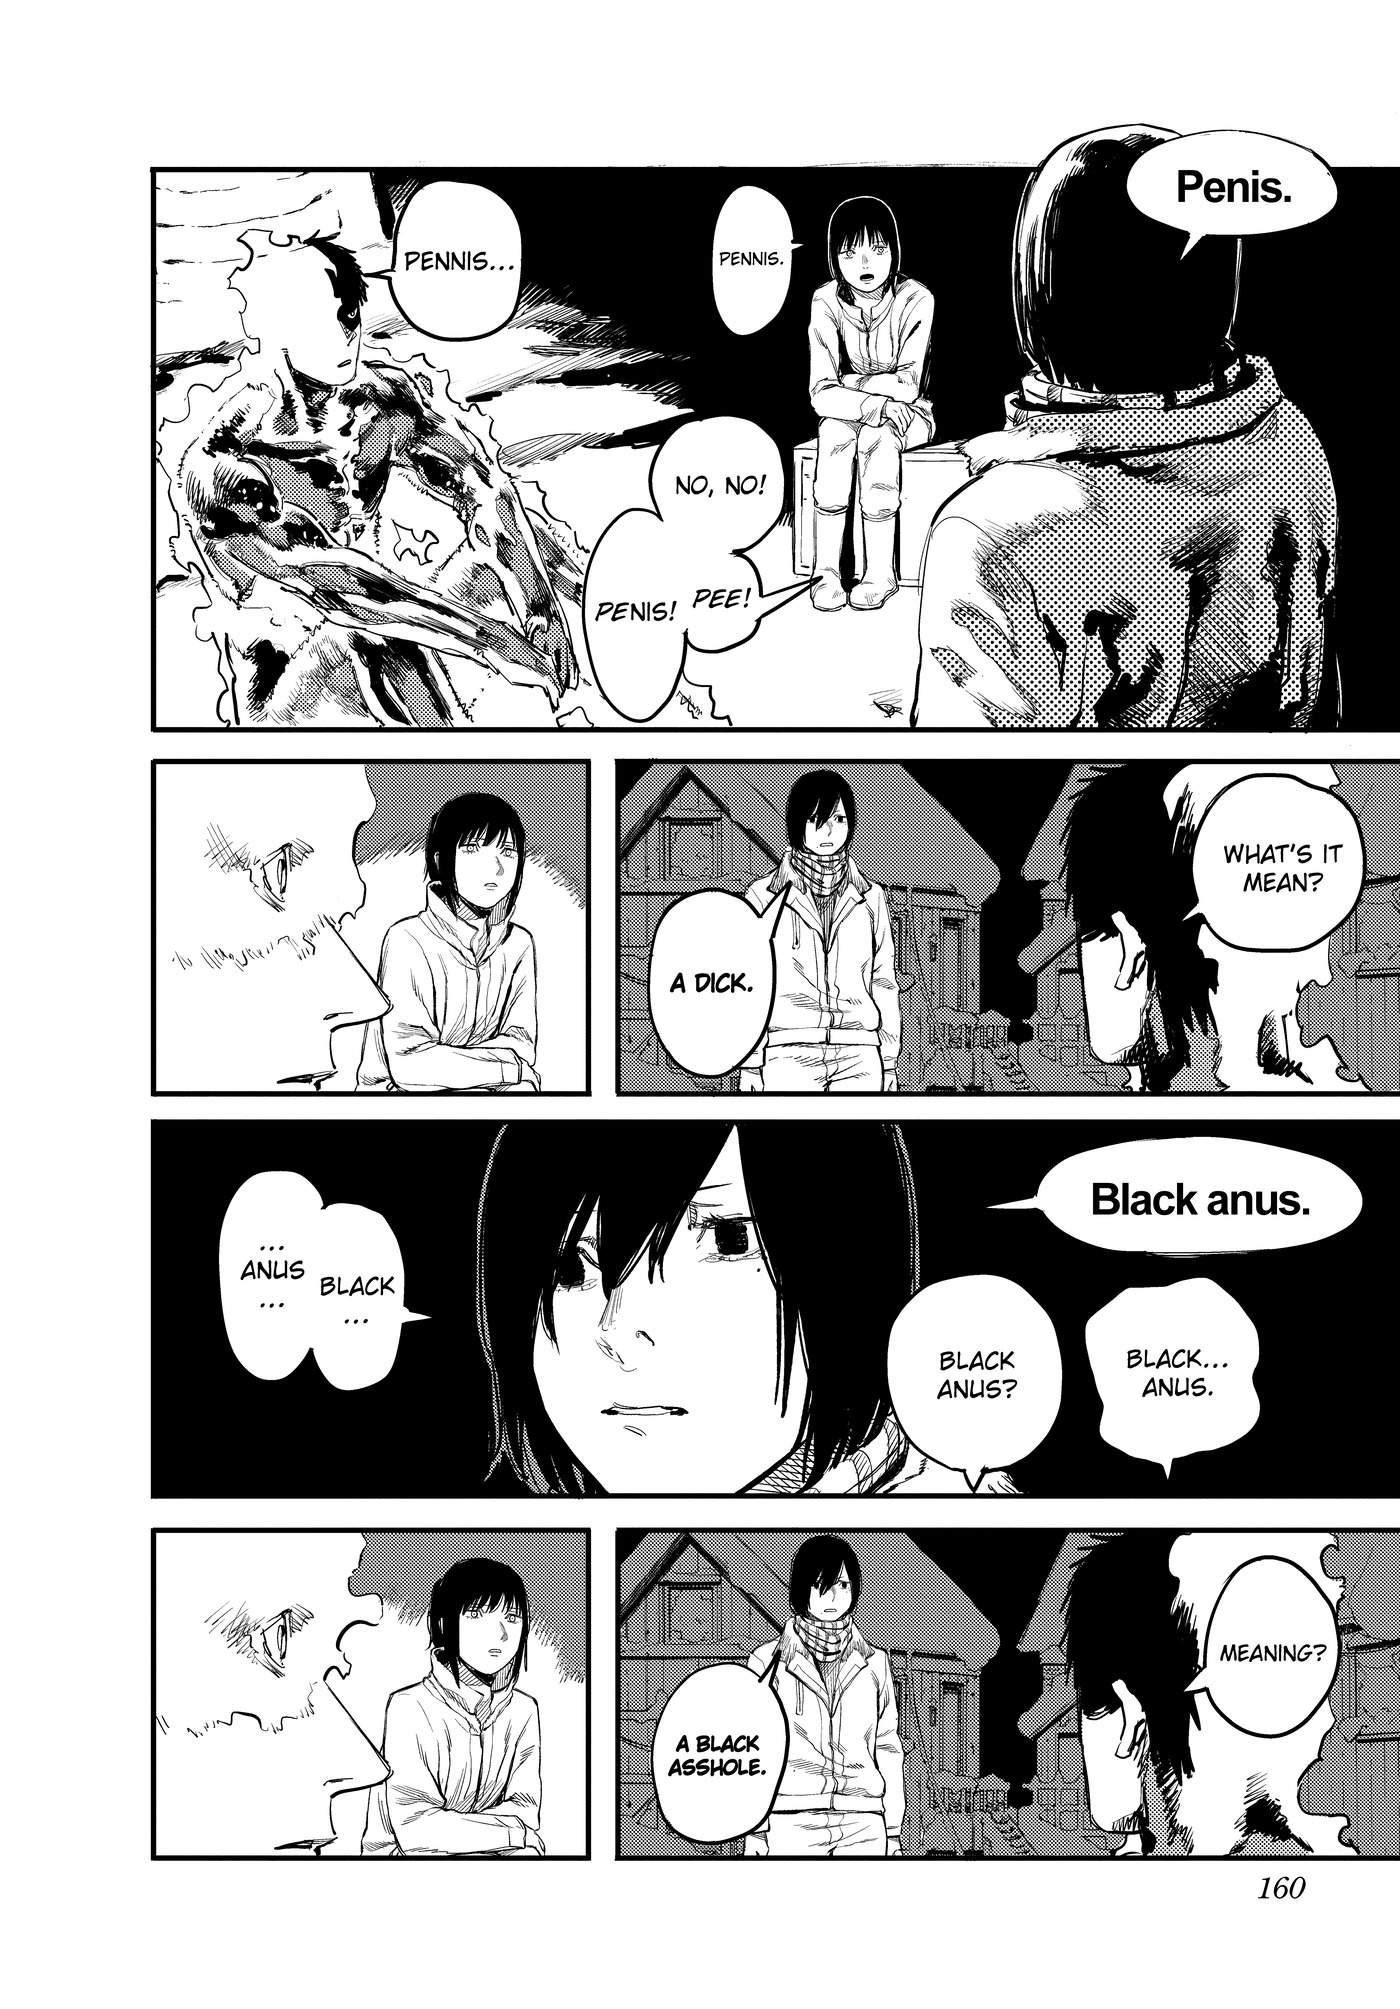 Penis.
PENNIS.
PENNIS...
NO, NO!
PEE!
PENIS!
WHAT'S IT
MEAN?
A DICK.
Black anus.
BLACK...
ANUS.
BLACK
ANUS?
BLACK
...
...
ANUS
...
MEANING?
A BLACK
ASSHOLE.
160